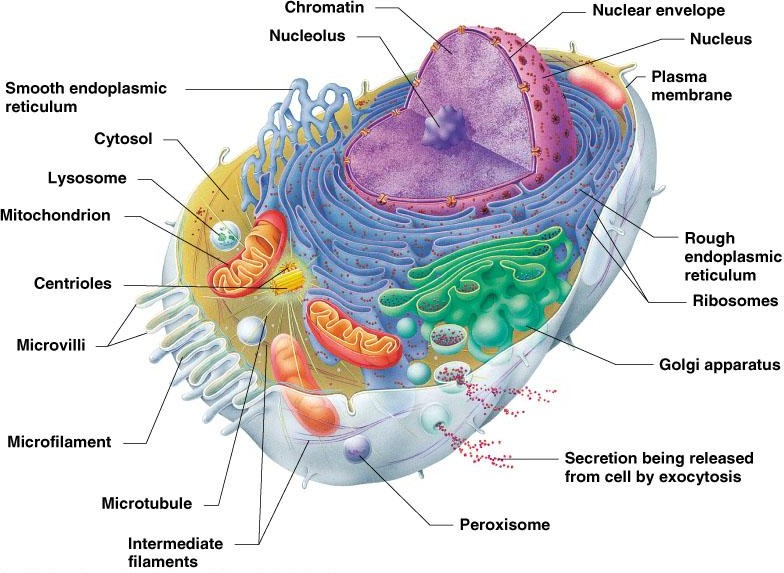 Chromatin
Nuclear envelope
Nucleolus
Nucleus
Plasma
membrane
Smooth endoplasmic
reticulum
Cytosol
Lysosome
Mitochondrion
Rough
endoplasmic
reticulum
Centrioles
Ribosomes
Microvilli
Golgi apparatus
Microfilament
Secretion being released
from cell by exocytosis
Microtubule
Peroxisome
Intermediate
filaments